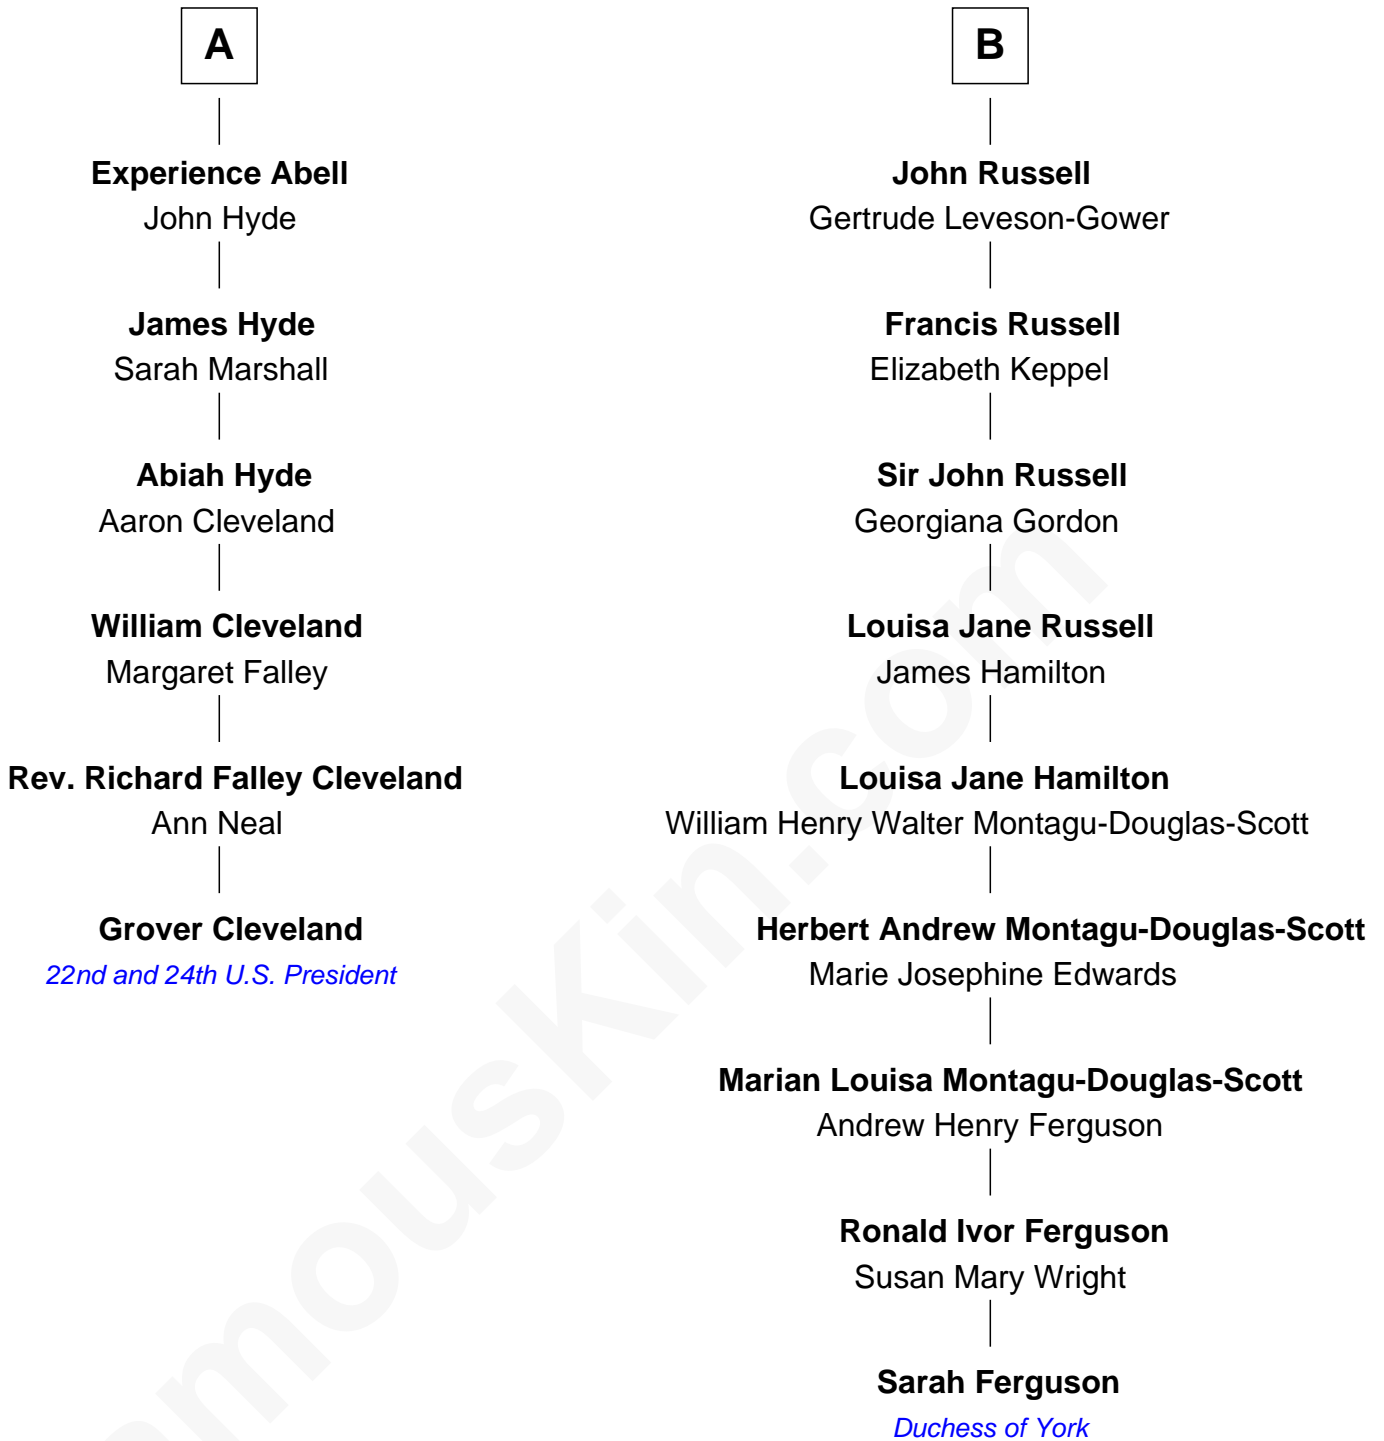 A
Experience Abell
John Hyde
James Hyde
Sarah Marshall
Abiah Hyde
Aaron Cleveland
William Cleveland
Margaret Falley
Rev. Richard Falley Cleveland
Ann Neal
Grover Cleveland
22nd and 24th U.S. President
B
John Russell
Gertrude Leveson-Gower
Francis Russell
Elizabeth Keppel
Sir John Russell
Georgiana Gordon
Louisa Jane Russell
James Hamilton
Louisa Jane Hamilton
William Henry Walter Montagu-Douglas-Scott
Herbert Andrew Montagu-Douglas-Scott
Marie Josephine Edwards
Marian Louisa Montagu-Douglas-Scott
Andrew Henry Ferguson
Ronald Ivor Ferguson
Susan Mary Wright
Sarah Ferguson
Duchess of York
amousKin.com